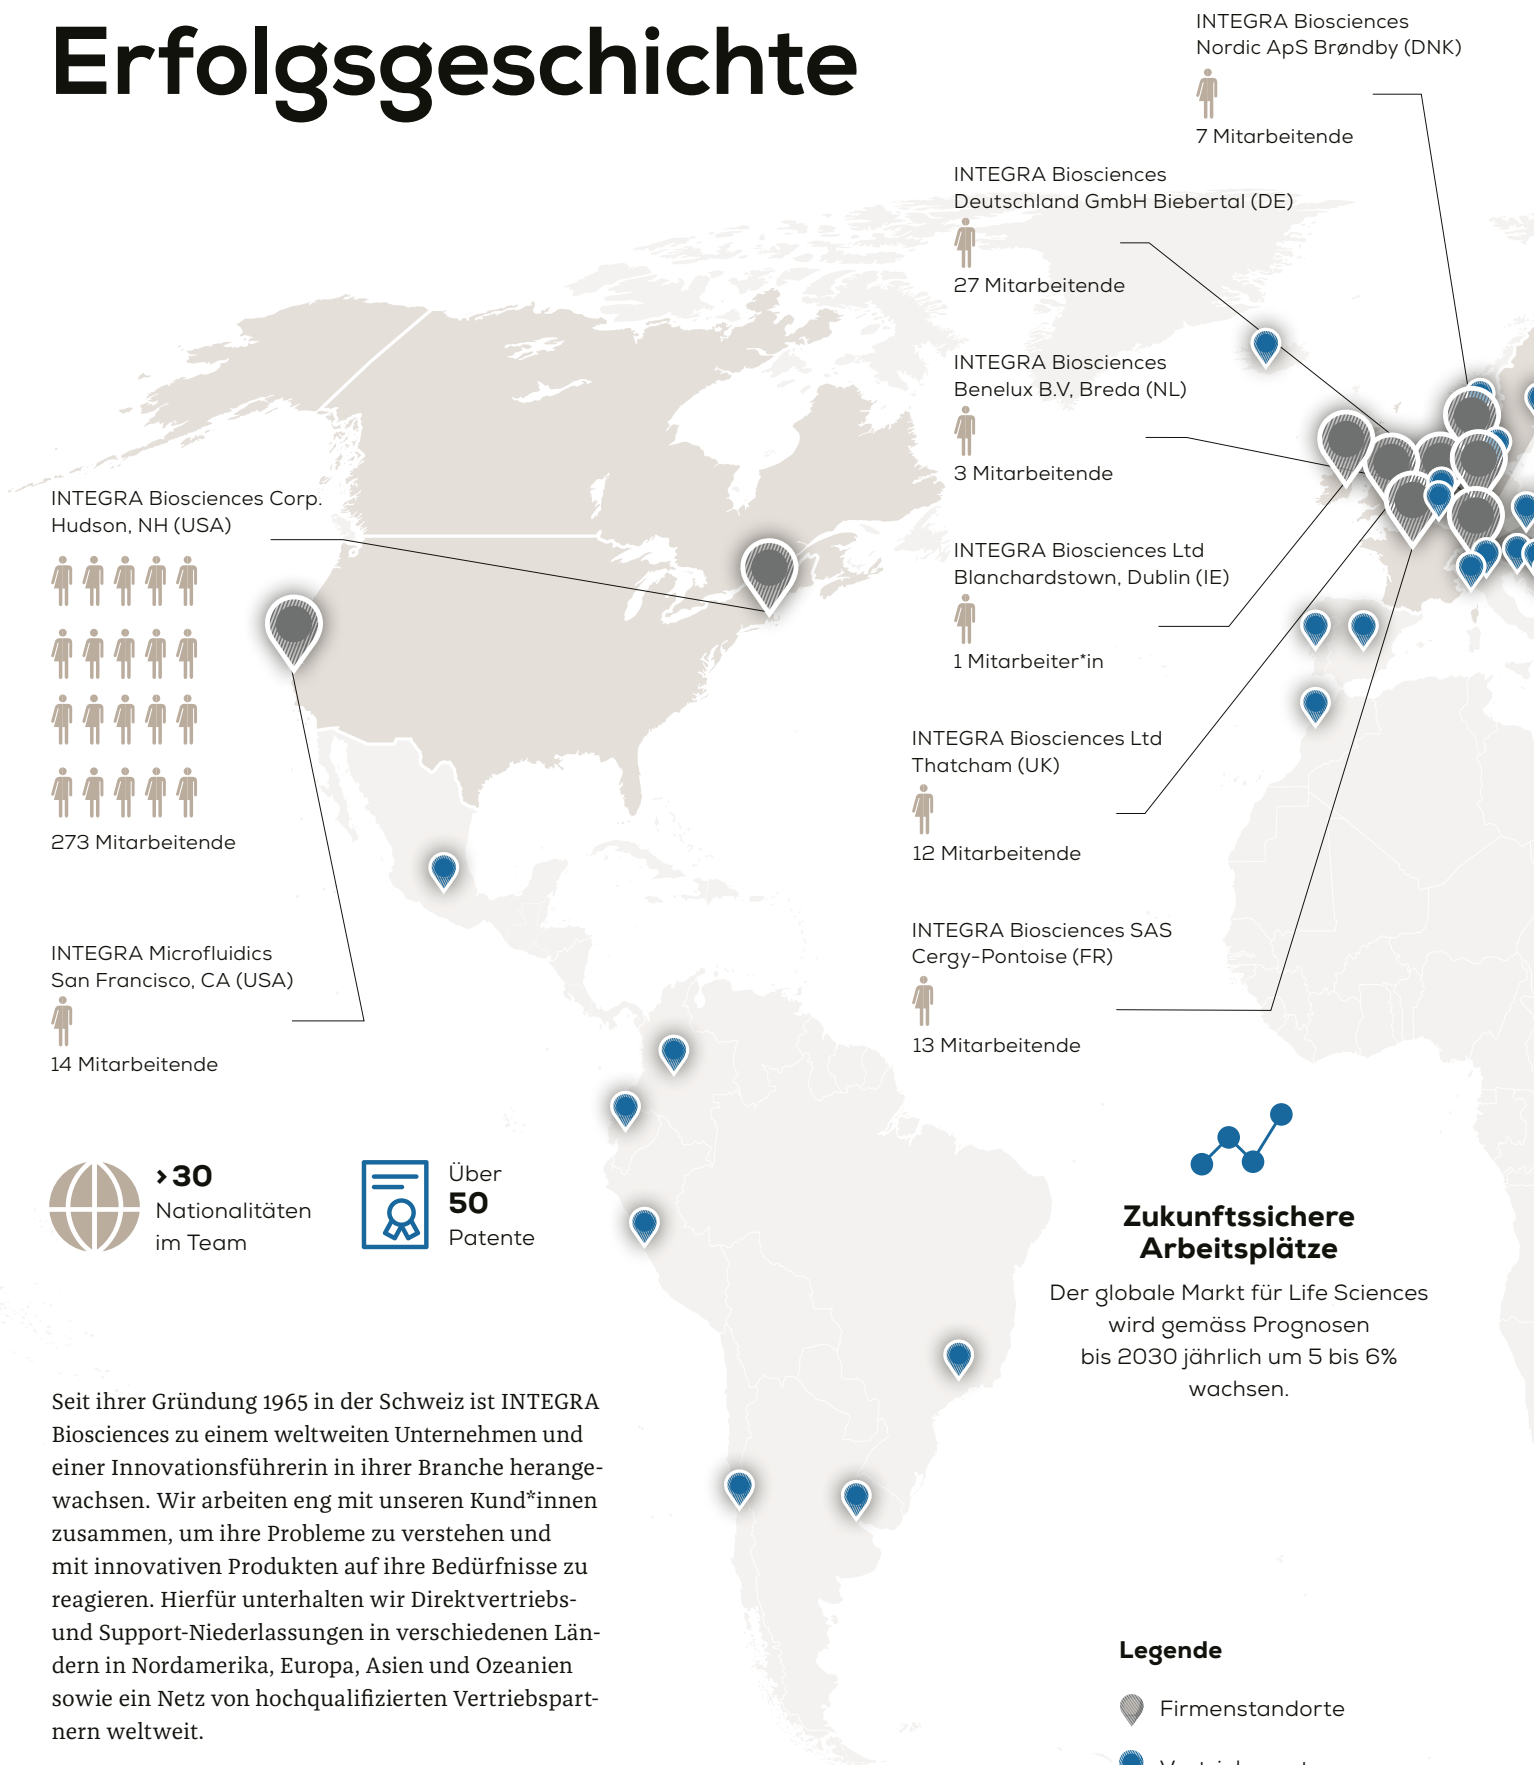 Erfolgsgeschichte
INTEGRA Biosciences
Nordic ApS Brøndby (DNK)
7 Mitarbeitende
INTEGRA Biosciences
Deutschland GmbH Biebertal (DE)
27 Mitarbeitende
INTEGRA Biosciences
Benelux B.V, Breda (NL)
3 Mitarbeitende
INTEGRA Biosciences Corp.
Hudson, NH (USA)
273 Mitarbeitende
INTEGRA Biosciences Ltd
Blanchardstown, Dublin (IE)
1 Mitarbeiter*in
INTEGRA Biosciences Ltd
Thatcham (UK)
12 Mitarbeitende
INTEGRA Microfluidics
San Francisco, CA (USA)
14 Mitarbeitende
INTEGRA Biosciences SAS
Cergy-Pontoise (FR)
13 Mitarbeitende
>30
Nationalitäten
im Team
Über
50
Patente
Zukunftssichere
Arbeitsplätze
Der globale Markt für Life Sciences
wird gemäss Prognosen
bis 2030 jährlich um 5 bis 6%
wachsen.
Seit ihrer Gründung 1965 in der Schweiz ist INTEGRA
Biosciences zu einem weltweiten Unternehmen und
einer Innovationsführerin in ihrer Branche herange-
wachsen. Wir arbeiten eng mit unseren Kund*innen
zusammen, um ihre Probleme zu verstehen und
mit innovativen Produkten auf ihre Bedürfnisse zu
reagieren. Hierfür unterhalten wir Direktvertriebs-
und Support-Niederlassungen in verschiedenen Län-
dern in Nordamerika, Europa, Asien und Ozeanien
sowie ein Netz von hochqualifizierten Vertriebspart-
nern weltweit.
Legende
Firmenstandorte